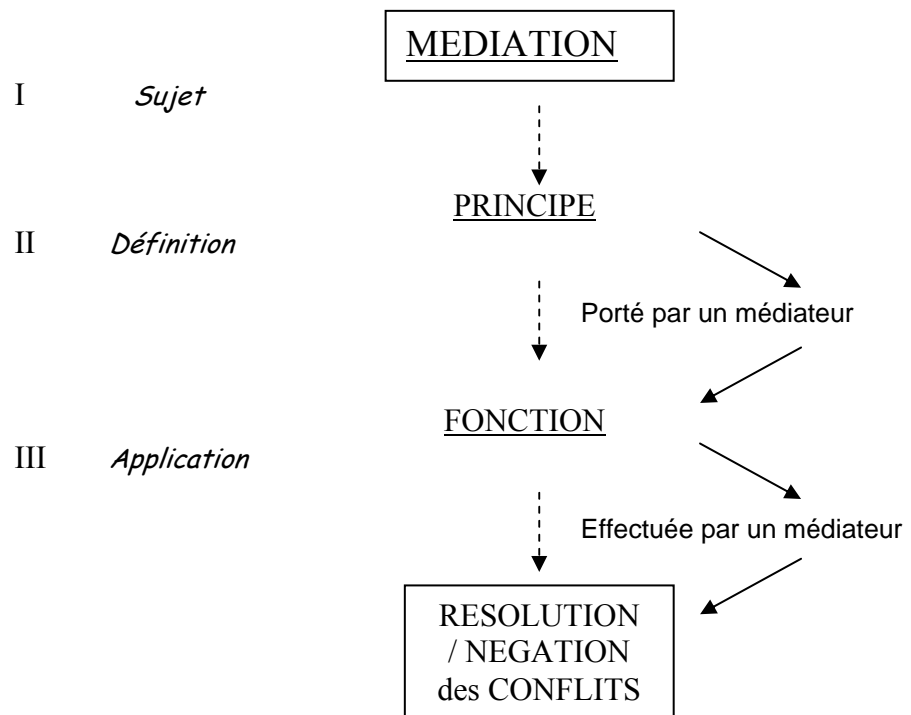 MEDIATION
I Sujet
PRINCIPE
II Définition
Porté par un médiateur
FONCTION
III Application
Effectuée par un médiateur
RESOLUTION
/ NEGATION
des CONFLITS